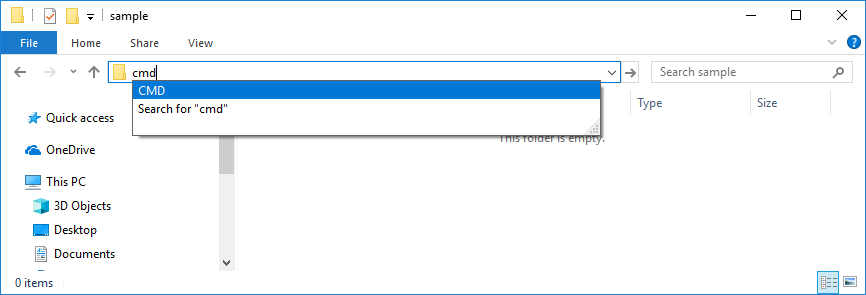 sample
File Home Share View
cmd
Search sample
CMD
Search for "cmd"
Type Size
This folder is empty.
Quick access
OneDrive
This PC
3D Objects
Desktop
Documents
0 items